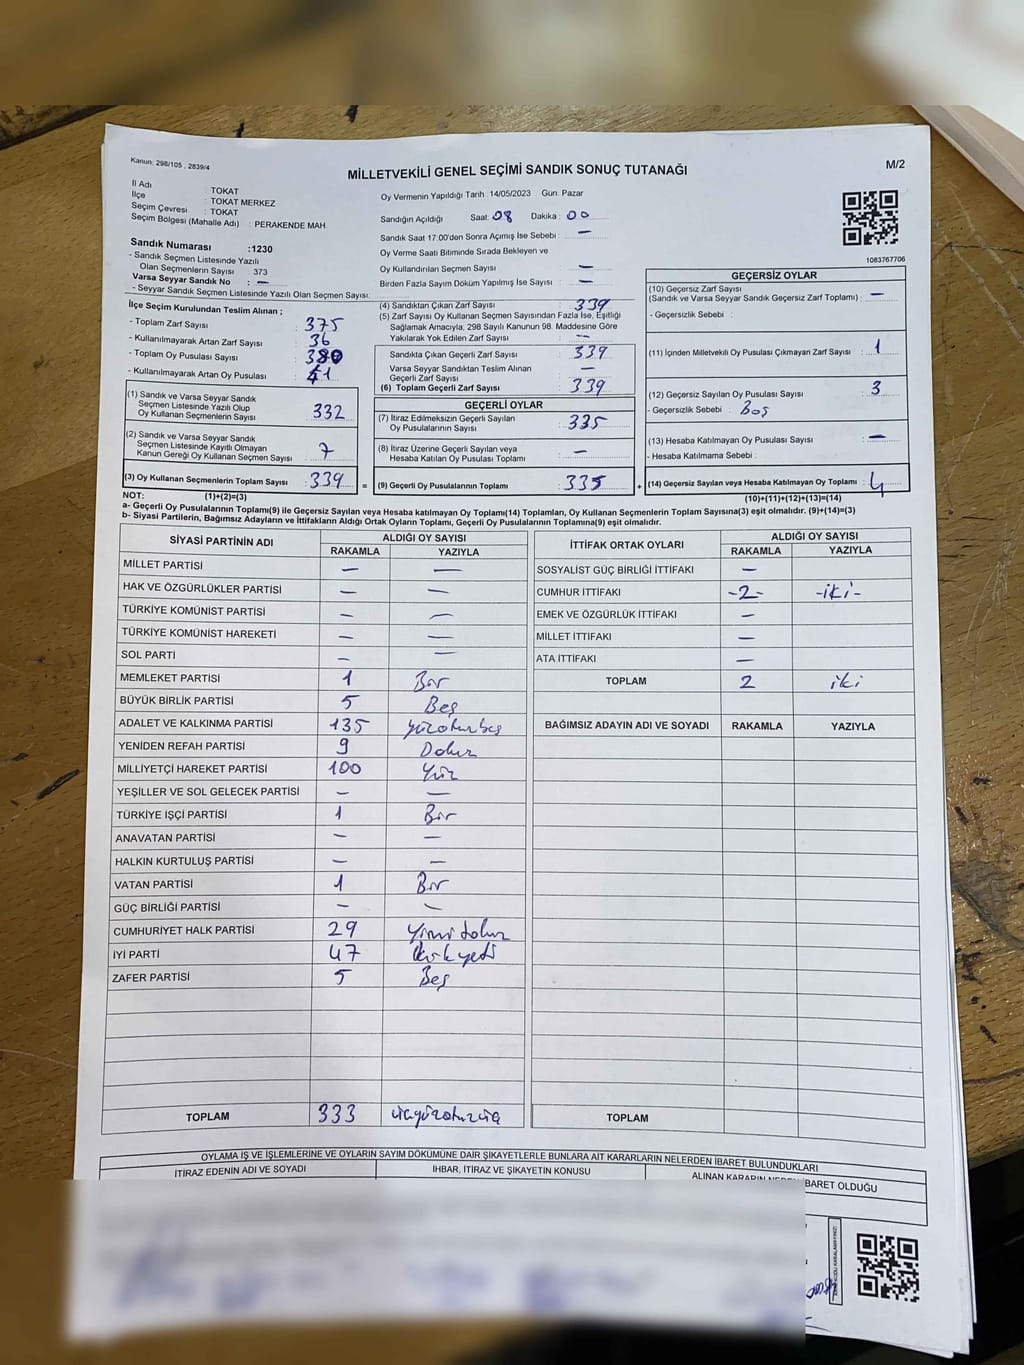 Kanun: 298/105 , 2839/4
MİLLETVEKİLİ GENEL SEÇİMİ SANDIK SONUÇ TUTANAĞI
M/2
İl Adı : TOKAT
İlçe : TOKAT MERKEZ
Seçim Çevresi : TOKAT
Seçim Bölgesi (Mahalle Adı) : PERAKENDE MAH.
Sandık Numarası :1230
- Sandık Seçmen Listesinde Yazılı
Olan Seçmenlerin Sayısı : 373
Varsa Seyyar Sandık No : —
- Seyyar Sandık Seçmen Listesinde Yazılı Olan Seçmen Sayısı:
İlçe Seçim Kurulundan Teslim Alınan ;
- Toplam Zarf Sayısı 375
- Kullanılmayarak Artan Zarf Sayısı 36
- Toplam Oy Pusulası Sayısı 380
- Kullanılmayarak Artan Oy Pusulası 41
(1) Sandık ve Varsa Seyyar Sandık
Seçmen Listesinde Yazılı Olup
Oy Kullanan Seçmenlerin Sayısı 332
(2) Sandık ve Varsa Seyyar Sandık
Seçmen Listesinde Kayıtlı Olmayan
Kanun Gereği Oy Kullanan Seçmen Sayısı 7
(3) Oy Kullanan Seçmenlerin Toplam Sayısı : 339
Oy Vermenin Yapıldığı Tarih :14/05/2023 Gün: Pazar
Sandığın Açıldığı Saat: 08 Dakika : 00
Sandık Saat 17.00'den Sonra Açımış İse Sebebi : —
Oy Verme Saati Bitiminde Sırada Bekleyen ve
Oy Kullandırılan Seçmen Sayısı —
Birden Fazla Sayım Döküm Yapılmış İse Sayısı —
(4) Sandıktan Çıkan Zarf Sayısı 339
(5) Zarf Sayısı Oy Kullanan Seçmen Sayısından Fazla İse, Eşitliği
Sağlamak Amacıyla, 298 Sayılı Kanunun 98. Maddesine Göre
Yakılarak Yok Edilen Zarf Sayısı —
Sandıkta Çıkan Geçerli Zarf Sayısı 339
Varsa Seyyar Sandıktan Teslim Alınan
Geçerli Zarf Sayısı —
(6) Toplam Geçerli Zarf Sayısı 339
GEÇERLİ OYLAR
(7) İtiraz Edilmeksizin Geçerli Sayılan
Oy Pusulalarının Sayısı 335
(8) İtiraz Üzerine Geçerli Sayılan veya
Hesaba Katılan Oy Pusulası Toplamı —
= (9) Geçerli Oy Pusulalarının Toplamı 335 +
1083767706
GEÇERSİZ OYLAR
(10) Geçersiz Zarf Sayısı
(Sandık ve Varsa Seyyar Sandık Geçersiz Zarf Toplamı) : —
- Geçersizlik Sebebi :
(11) İçinden Milletvekili Oy Pusulası Çıkmayan Zarf Sayısı : 1
(12) Geçersiz Sayılan Oy Pusulası Sayısı 3
- Geçersizlik Sebebi : Boş
(13) Hesaba Katılmayan Oy Pusulası Sayısı —
- Hesaba Katılmama Sebebi :
(14) Geçersiz Sayılan veya Hesaba Katılmayan Oy Toplamı : 4
NOT: (1)+(2)=(3) (10)+(11)+(12)+(13)=(14)
a- Geçerli Oy Pusulasının Toplamı(9) ile Geçersiz Sayılan veya Hesaba katılmayan Oy Toplamı(14) Toplamları, Oy Kullanan Seçmenlerin Toplam Sayısına(3) eşit olmalıdır. (9)+(14)=(3)
b- Siyasi Partilerin, Bağımsız Adayların ve İttifakların Aldığı Ortak Oyların Toplamı, Geçerli Oy Pusulalarının Toplamına(9) eşit olmalıdır.
SİYASİ PARTİNİN ADI
ALDIĞI OY SAYISI
RAKAMLA YAZIYLA
MİLLET PARTİSİ — —
HAK VE ÖZGÜRLÜKLER PARTİSİ — —
TÜRKİYE KOMÜNİST PARTİSİ — —
TÜRKİYE KOMÜNİST HAREKETİ — —
SOL PARTİ — —
MEMLEKET PARTİSİ 1 Bir
BÜYÜK BİRLİK PARTİSİ 5 Beş
ADALET VE KALKINMA PARTİSİ 135 yüzotuzbeş
YENİDEN REFAH PARTİSİ 9 Dokuz
MİLLİYETÇİ HAREKET PARTİSİ 100 Yüz
YEŞİLLER VE SOL GELECEK PARTİSİ — —
TÜRKİYE İŞÇİ PARTİSİ 1 Bir
ANAVATAN PARTİSİ — —
HALKIN KURTULUŞ PARTİSİ — —
VATAN PARTİSİ 1 Bir
GÜÇ BİRLİĞİ PARTİSİ — —
CUMHURİYET HALK PARTİSİ 29 Yirmi dokuz
İYİ PARTİ 47 kırk yedi
ZAFER PARTİSİ 5 Beş
TOPLAM 333 üçyüzotuzüç
İTTİFAK ORTAK OYLARI
ALDIĞI OY SAYISI
RAKAMLA YAZIYLA
SOSYALİST GÜÇ BİRLİĞİ İTTİFAKI —
CUMHUR İTTİFAKI -2- -iki-
EMEK VE ÖZGÜRLÜK İTTİFAKI —
MİLLET İTTİFAKI —
ATA İTTİFAKI —
TOPLAM 2 iki
BAĞIMSIZ ADAYIN ADI VE SOYADI RAKAMLA YAZIYLA
TOPLAM
OYLAMA İŞ VE İŞLEMLERİNE VE OYLARIN SAYIM DÖKÜMÜNE DAİR ŞİKAYETLERLE BUNLARA AİT KARARLARIN NELERDEN İBARET BULUNDUKLARI
İTİRAZ EDENİN ADI VE SOYADI
İHBAR, İTİRAZ VE ŞİKAYETİN KONUSU
ALINAN KARARIN NEDEN İBARET OLDUĞU